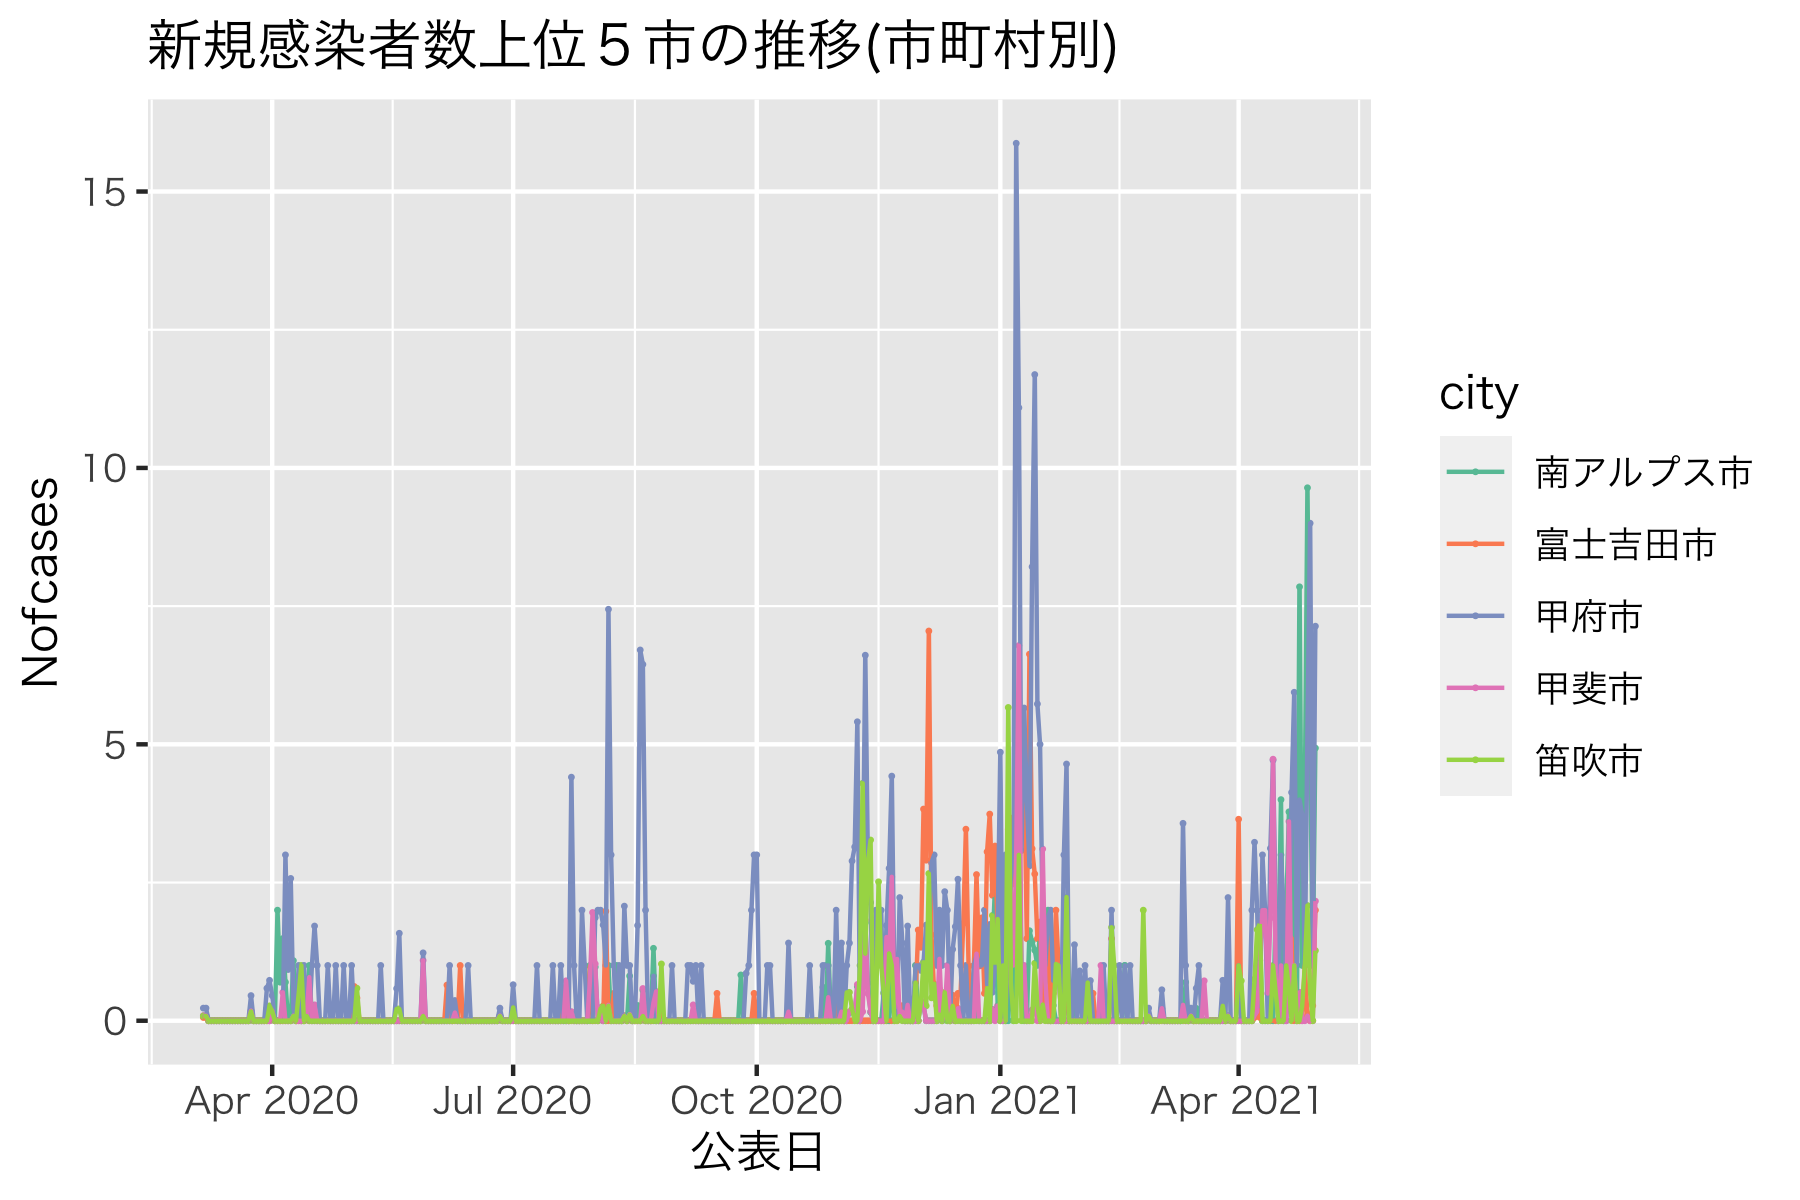 新規感染者数上位５市の推移(市町村別)
15
10
5
0
Nofcases
Apr 2020
Jul 2020
Oct 2020
Jan 2021
Apr 2021
公表日
city
南アルプス市
富士吉田市
甲府市
甲斐市
笛吹市